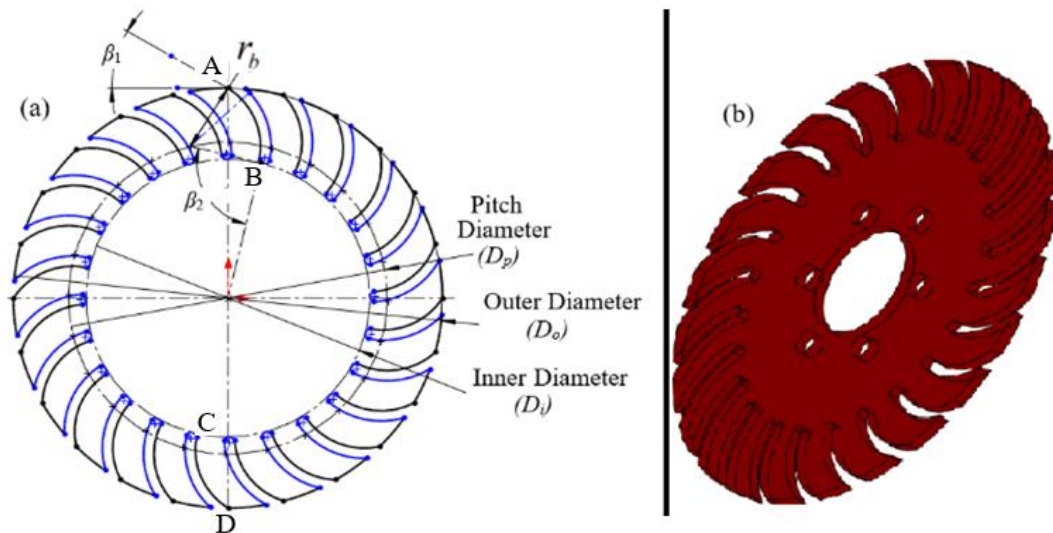 A
β₁
r_b
(a)
(b)
B
β₂
Pitch
Diameter
(D_p)
Outer Diameter
(D_o)
Inner Diameter
(D_i)
C
D